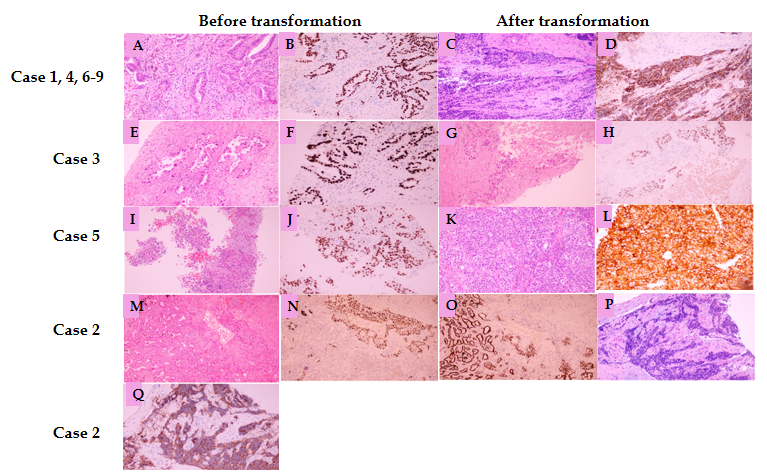 Before transformation After transformation
Case 1, 4, 6-9 A B C D
Case 3 E F G H
Case 5 I J K L
Case 2 M N O P
Case 2 Q